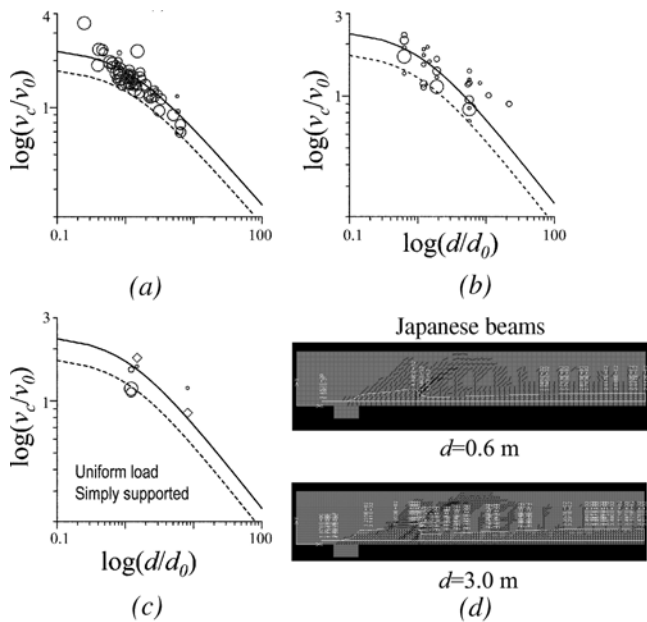 4
log(v_c/v_0)
1
0.1
100
(a)
4
log(v_c/v_0)
1
0.1
100
log(d/d_0)
(b)
3
log(v_c/v_0)
1
Uniform load
Simply supported
0.1
100
log(d/d_0)
(c)
Japanese beams
d=0.6 m
d=3.0 m
(d)